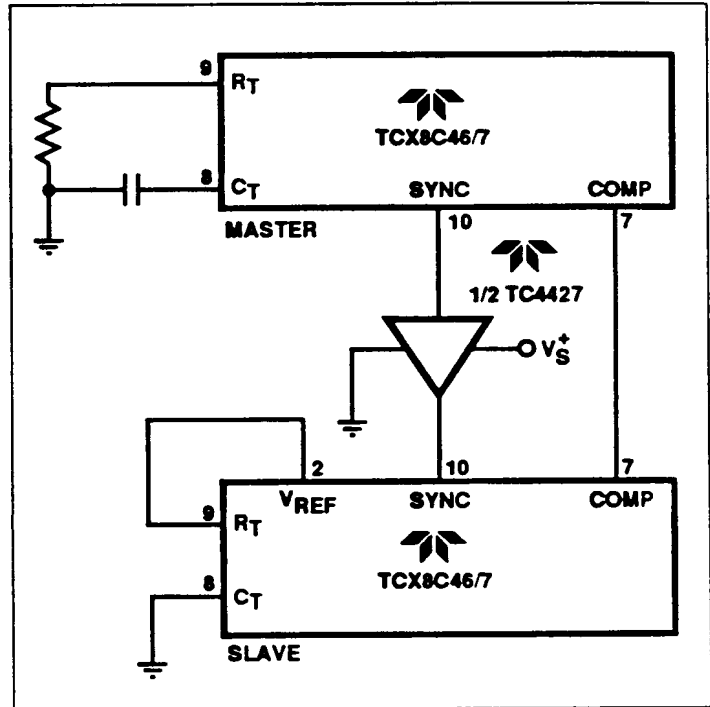 9 RT
TCX8C46/7
8 CT
SYNC COMP
MASTER
10 7
1/2 TC4427
VS+
2 10 7
VREF SYNC COMP
9 RT
8 CT
TCX8C46/7
SLAVE